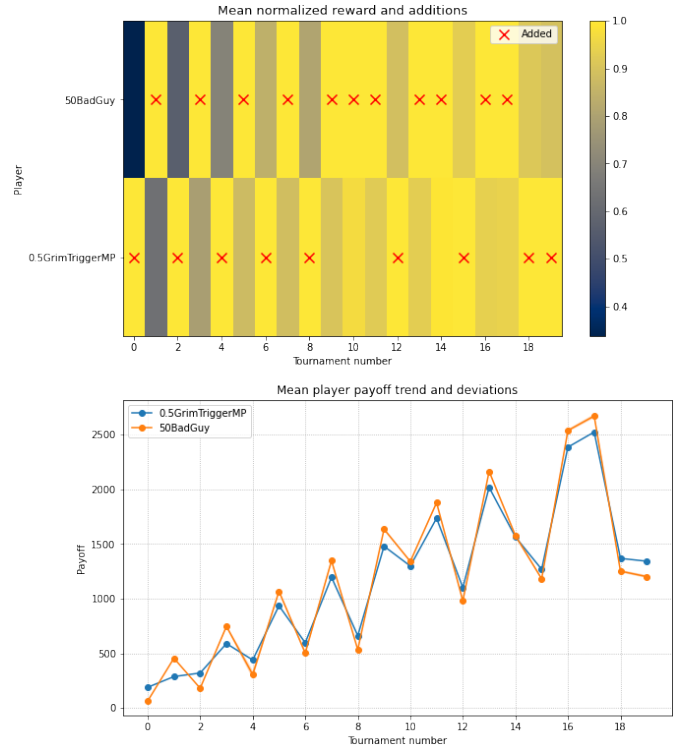 Mean normalized reward and additions
Added
50BadGuy
0.5GrimTriggerMP
Player
0 2 4 6 8 10 12 14 16 18
Tournament number
1.0
0.9
0.8
0.7
0.6
0.5
0.4
Mean player payoff trend and deviations
0.5GrimTriggerMP
50BadGuy
2500
2000
1500
1000
500
0
Payoff
0 2 4 6 8 10 12 14 16 18
Tournament number